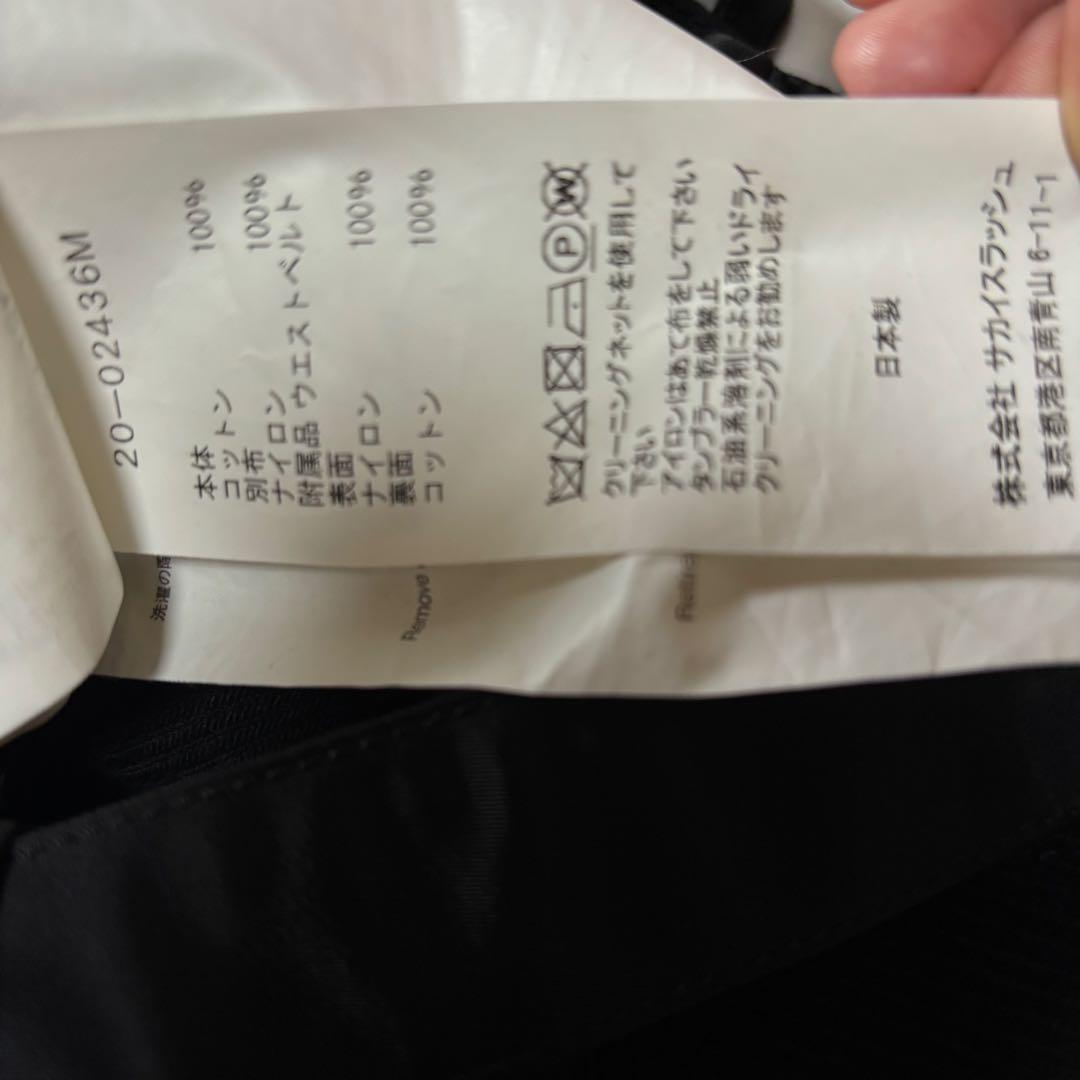 20-02436M
本体
コットン 100%
別布
ナイロン 100%
附属品 ウエストベルト
表面
ナイロン 100%
裏面
コットン 100%
P W
クリーニングネットを使用して
下さい
アイロンはあて布をして下さい
タンブラー乾燥禁止
石油系溶剤による弱いドライ
クリーニングをお勧めします
日本製
株式会社 サカイスラッシュ
東京都港区南青山 6-11-1
洗濯の際
Remove